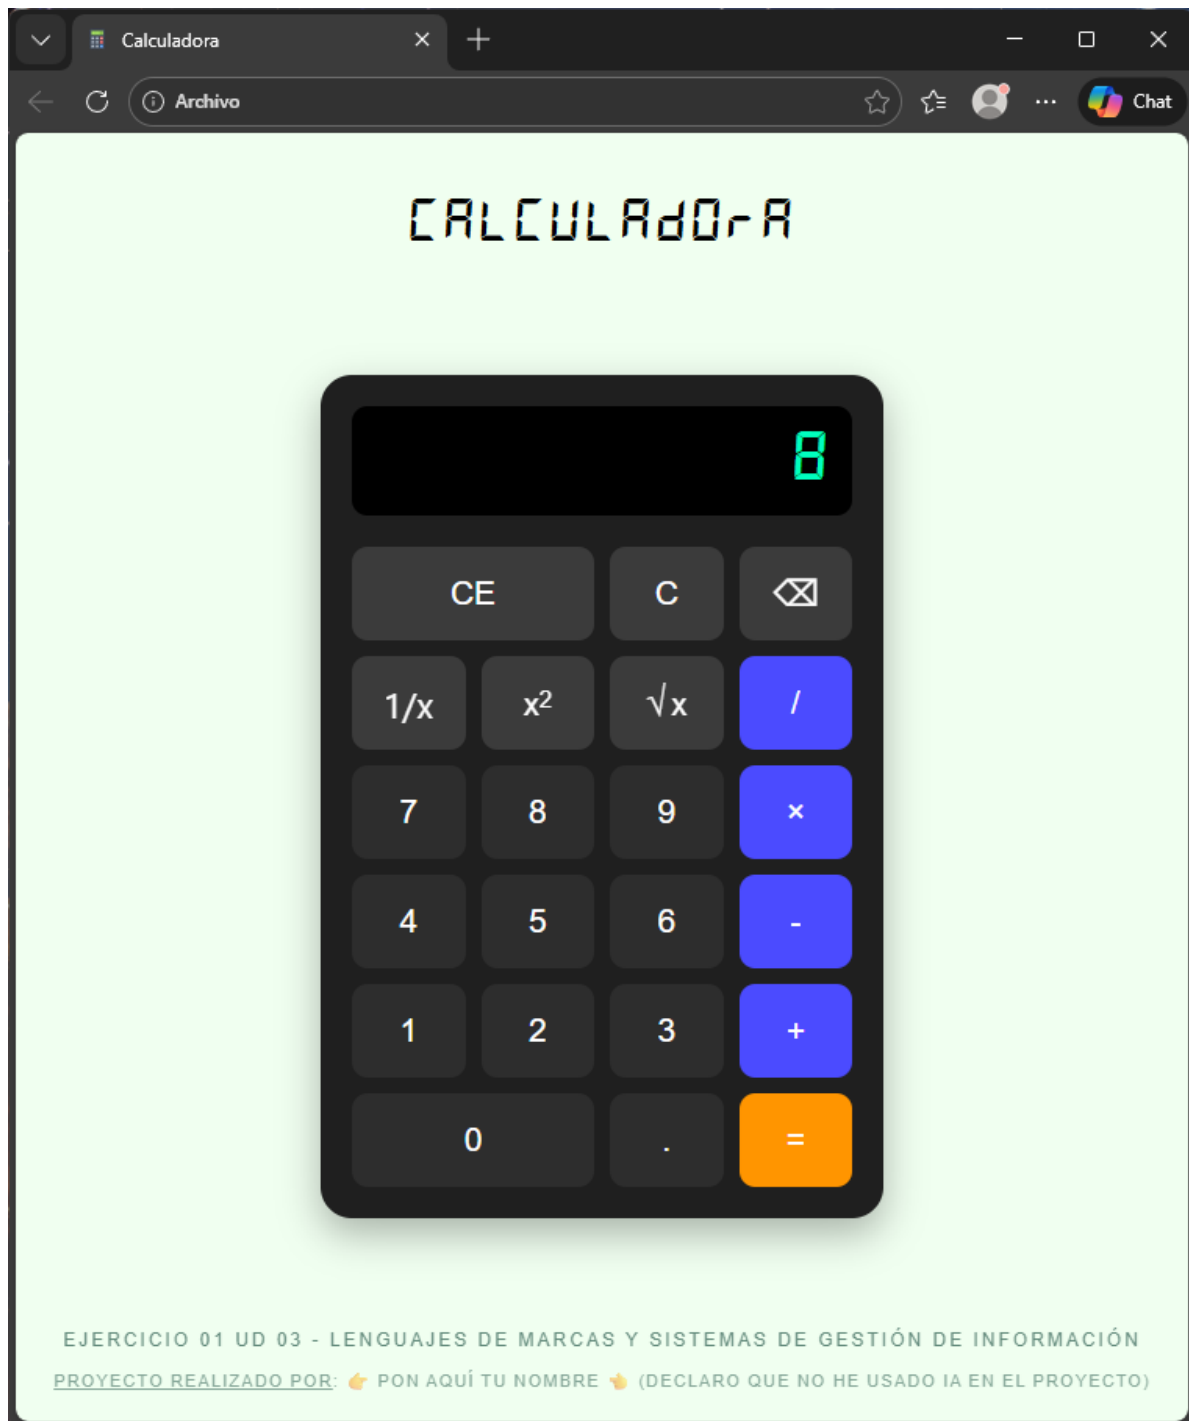 Calculadora
Archivo
Chat
CALCULAdOrA
8
CE C ⌫
1/x x² √x /
7 8 9 ×
4 5 6 -
1 2 3 +
0 . =
EJERCICIO 01 UD 03 - LENGUAJES DE MARCAS Y SISTEMAS DE GESTIÓN DE INFORMACIÓN
PROYECTO REALIZADO POR: 👉 PON AQUÍ TU NOMBRE 👈 (DECLARO QUE NO HE USADO IA EN EL PROYECTO)